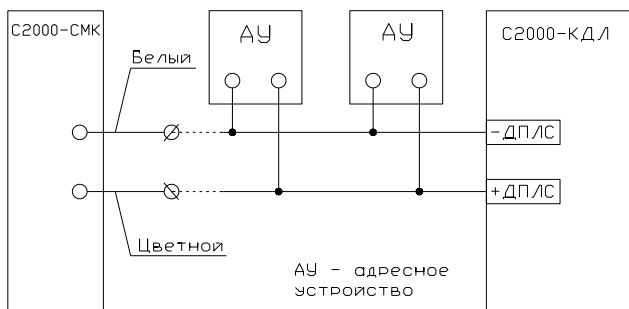 С2000-СМК
АУ
АУ
С2000-КДЛ
Белый
-ДПЛС
+ДПЛС
Цветной
АУ - адресное
устройство